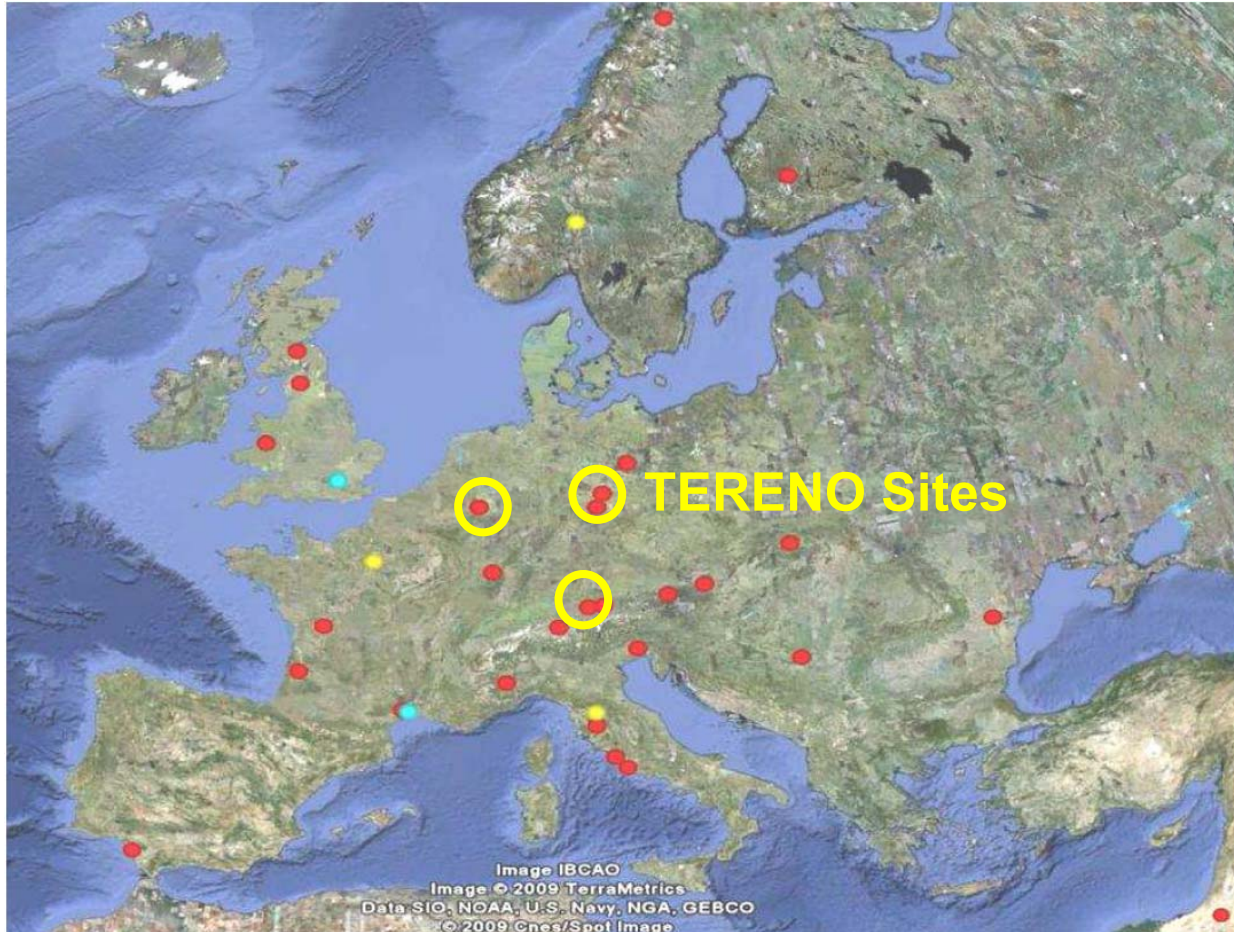 TERENO Sites
Image IBCAO
Image © 2009 TerraMetrics
Data SIO, NOAA, U.S. Navy, NGA, GEBCO
© 2009 Cnes/Spot Image